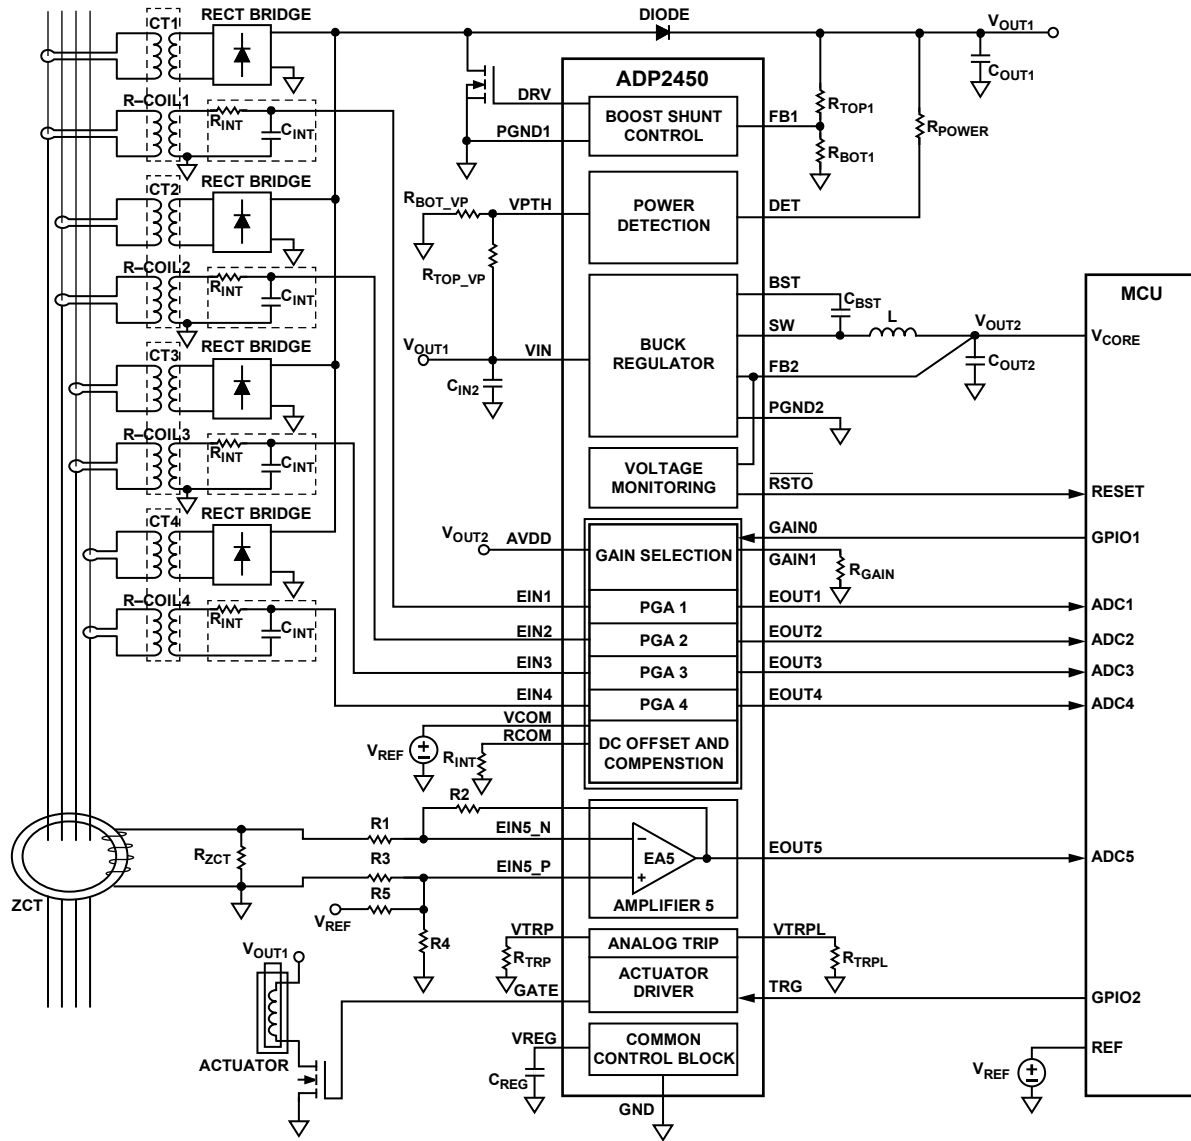 CT1
RECT BRIDGE
DIODE
VOUT1
COUT1
ADP2450
DRV
BOOST SHUNT
CONTROL
FB1
PGND1
RTOP1
RBOT1
RPOWER
R–COIL1
RINT
CINT
CT2
RECT BRIDGE
RBOT_VP
VPTH
POWER
DETECTION
DET
RTOP_VP
R–COIL2
RINT
CINT
BST
CBST
MCU
SW
L
VOUT2
VCORE
BUCK
REGULATOR
CT3
RECT BRIDGE
VOUT1
VIN
CIN2
FB2
COUT2
PGND2
R–COIL3
RINT
CINT
VOLTAGE
MONITORING
RSTO
RESET
CT4
RECT BRIDGE
VOUT2
AVDD
GAIN SELECTION
GAIN0
GPIO1
GAIN1
RGAIN
R–COIL4
RINT
CINT
EIN1
PGA 1
EOUT1
ADC1
EIN2
PGA 2
EOUT2
ADC2
EIN3
PGA 3
EOUT3
ADC3
EIN4
PGA 4
EOUT4
ADC4
VCOM
RCOM
VREF
RINT
DC OFFSET AND
COMPENSTION
R2
R1
EIN5_N
RZCT
R3
EIN5_P
EA5
EOUT5
ADC5
R5
AMPLIFIER 5
ZCT
VREF
R4
VTRP
RTRP
ANALOG TRIP
VTRPL
RTRPL
VOUT1
GATE
ACTUATOR
DRIVER
TRG
GPIO2
ACTUATOR
VREG
CREG
COMMON
CONTROL BLOCK
REF
VREF
GND